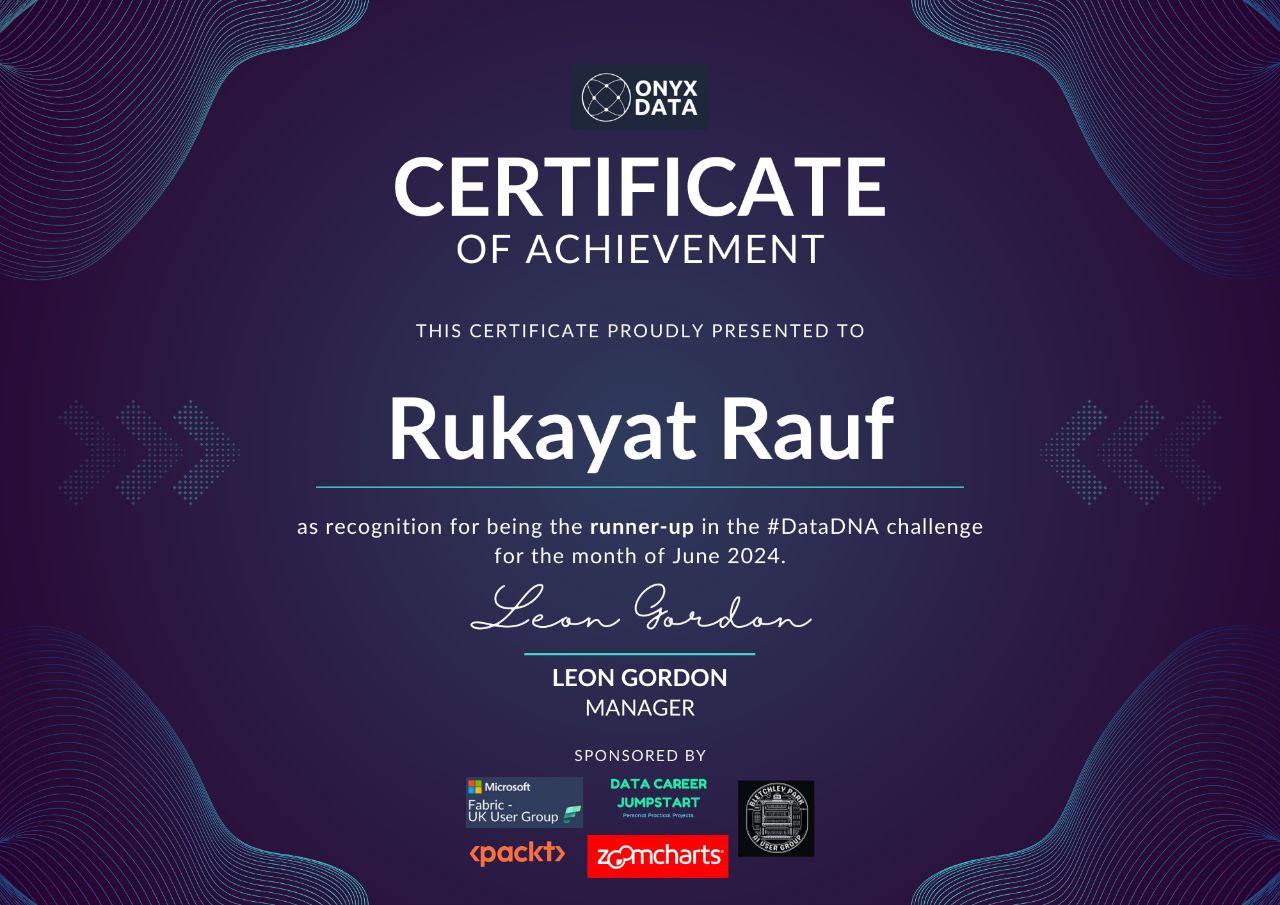 ONYX
DATA
CERTIFICATE
OF ACHIEVEMENT
THIS CERTIFICATE PROUDLY PRESENTED TO
Rukayat Rauf
as recognition for being the runner-up in the #DataDNA challenge
for the month of June 2024.
Leon Gordon
LEON GORDON
MANAGER
SPONSORED BY
Microsoft
Fabric -
UK User Group
DATA CAREER
JUMPSTART
Personal Practical Projects
BLETCHLEY PARK
AI USER GROUP
<packt>
zoomcharts